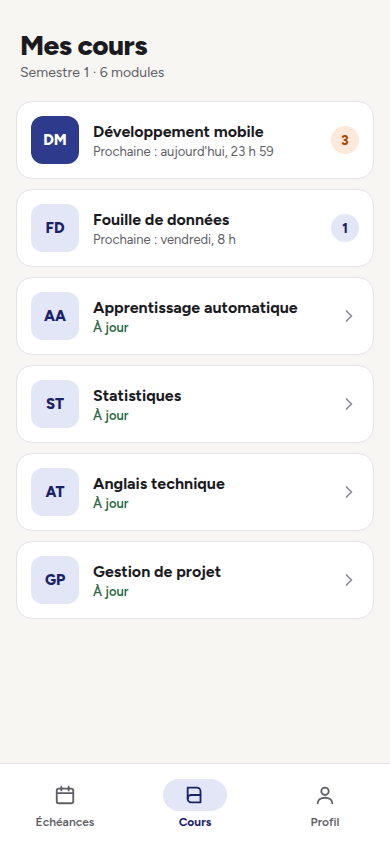 Mes cours
Semestre 1 · 6 modules
DM
Développement mobile
Prochaine : aujourd'hui, 23 h 59
3
FD
Fouille de données
Prochaine : vendredi, 8 h
1
AA
Apprentissage automatique
À jour
ST
Statistiques
À jour
AT
Anglais technique
À jour
GP
Gestion de projet
À jour
Échéances
Cours
Profil